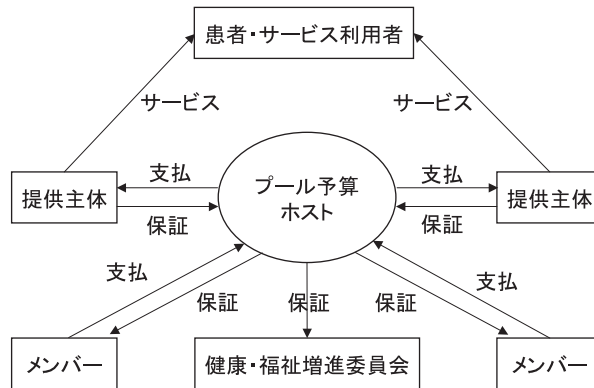 患者・サービス利用者
サービス
サービス
支払
プール予算
ホスト
支払
提供主体
提供主体
保証
保証
支払
支払
保証
保証
保証
メンバー
健康・福祉増進委員会
メンバー